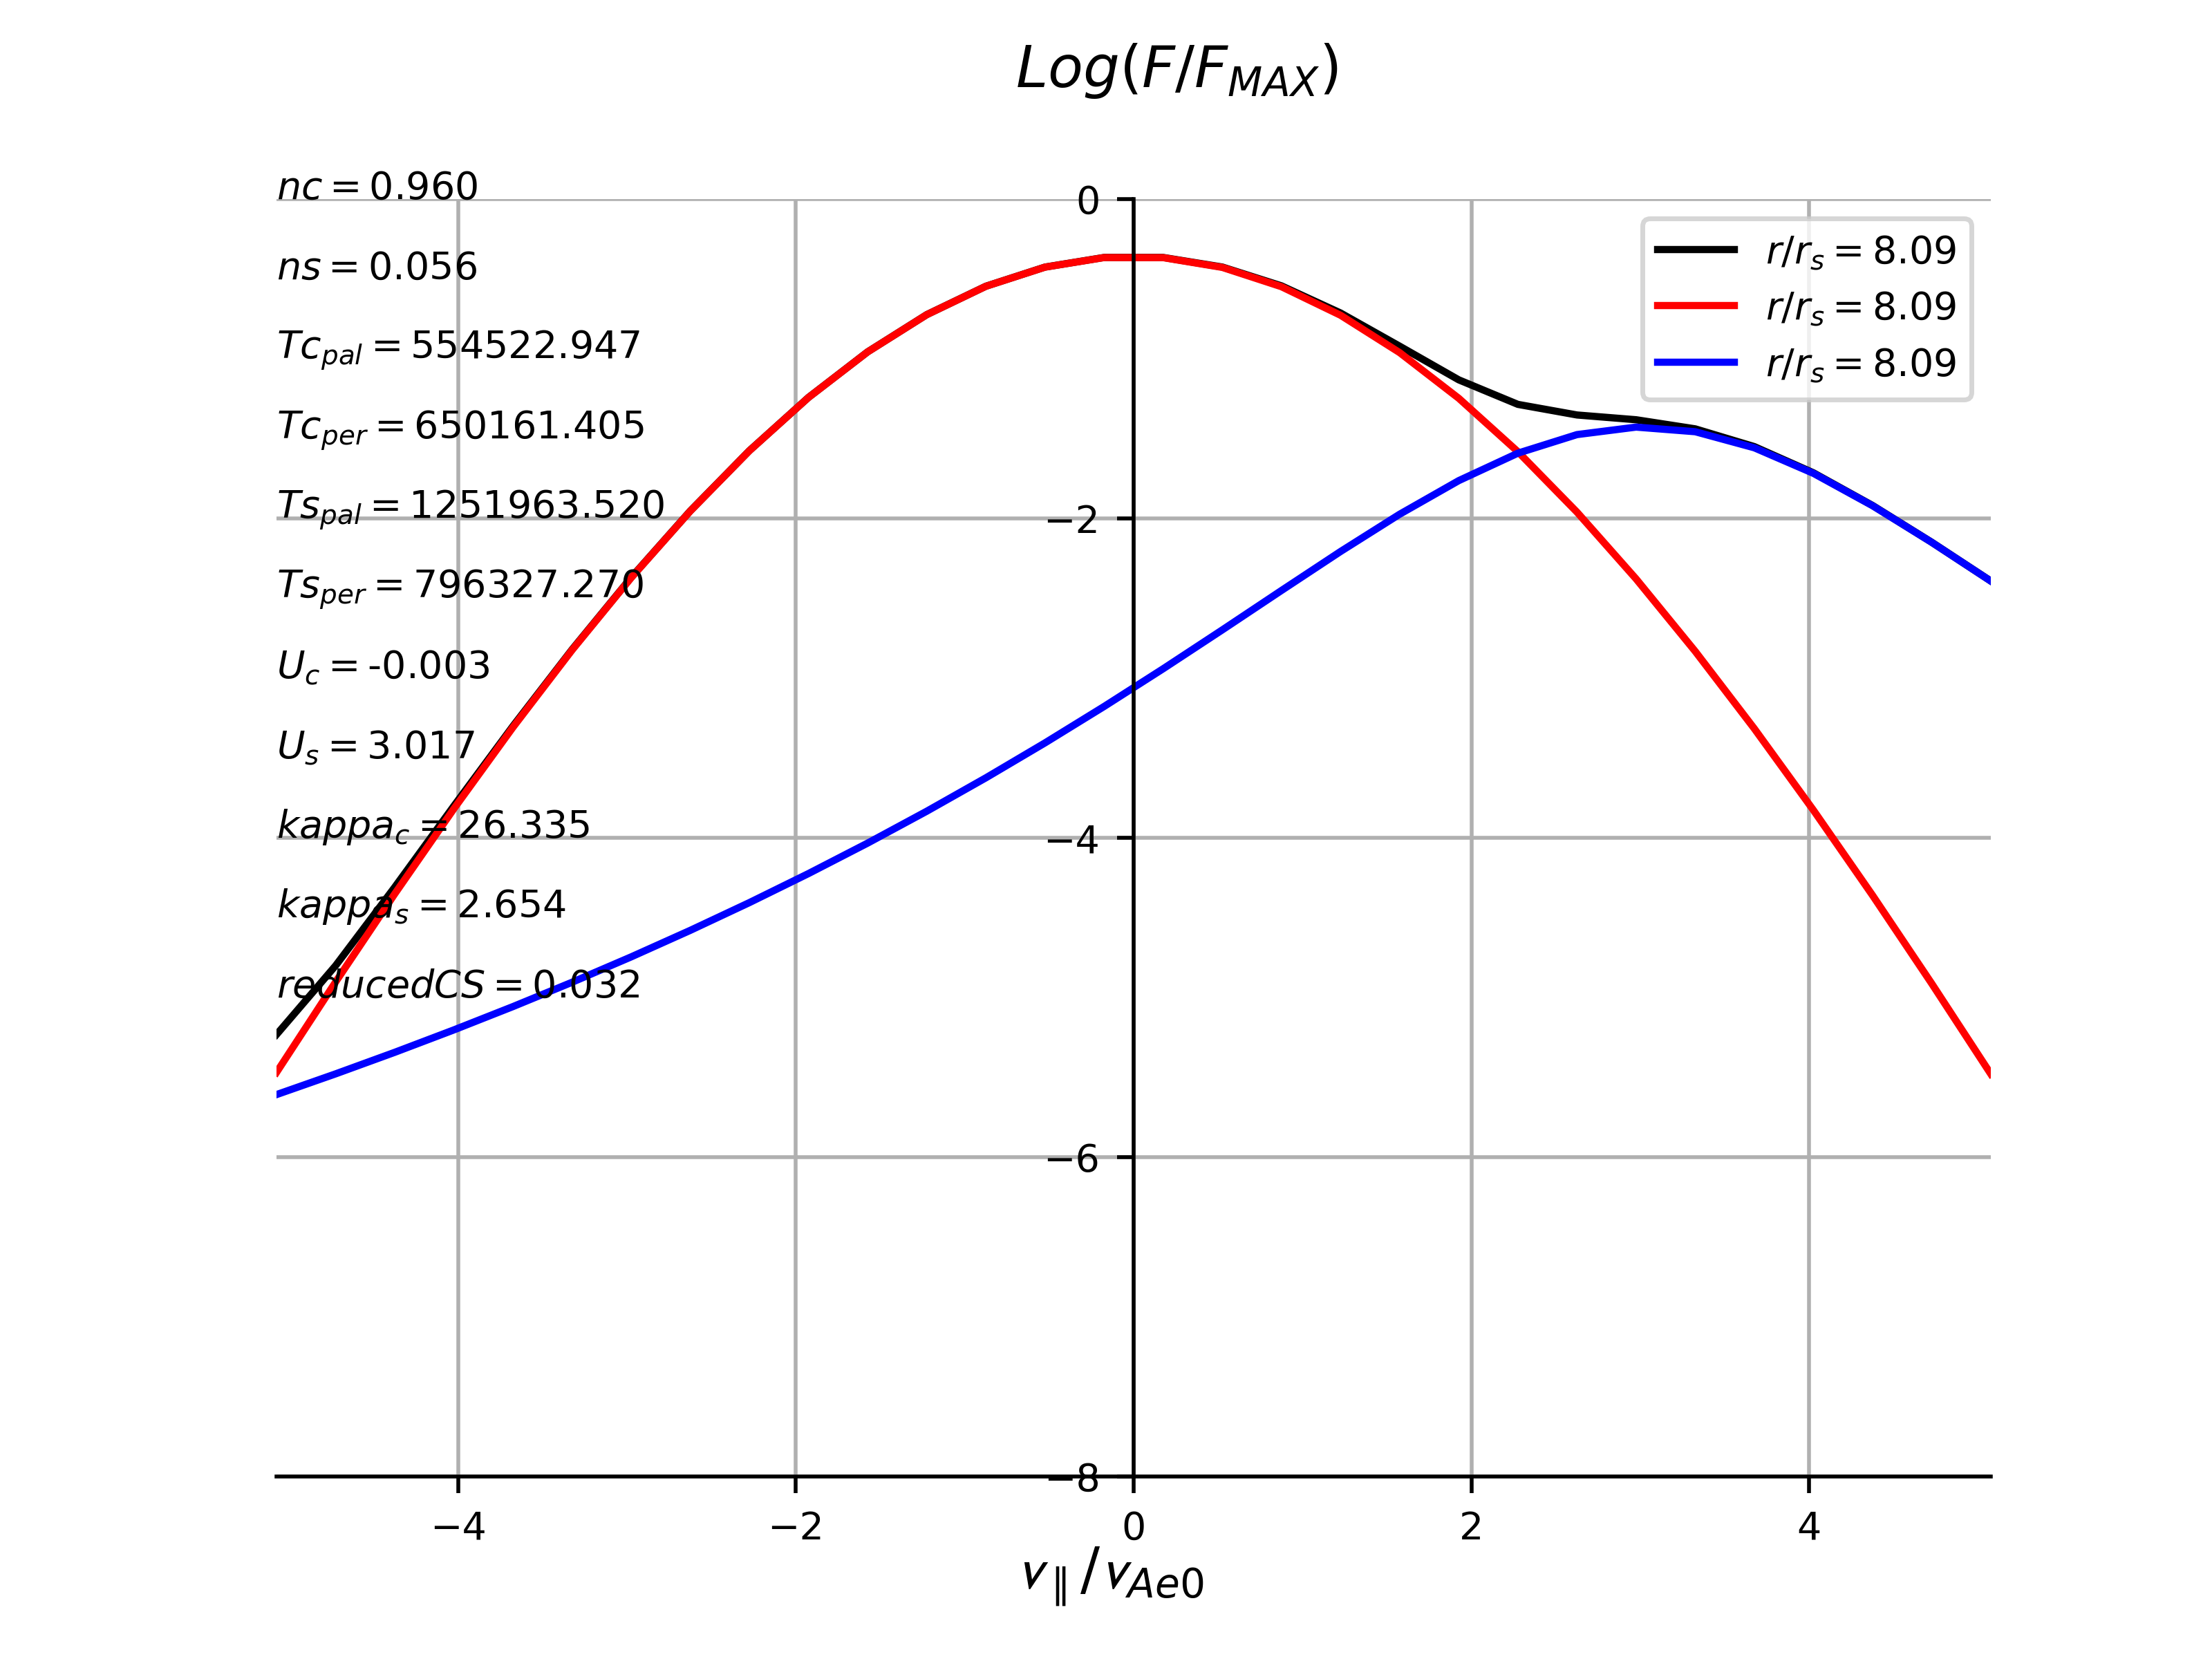 Log(F/F_MAX)
nc = 0.960
ns = 0.056
Tc_pal = 554522.947
Tc_per = 650161.405
Ts_pal = 1251963.520
Ts_per = 796327.270
U_c = -0.003
U_s = 3.017
kappa_c = 26.335
kappa_s = 2.654
reducedCS = 0.032
0
−2
−4
−6
−8
r/r_s = 8.09
r/r_s = 8.09
r/r_s = 8.09
−4 −2 0 2 4
v_∥/v_Ae0